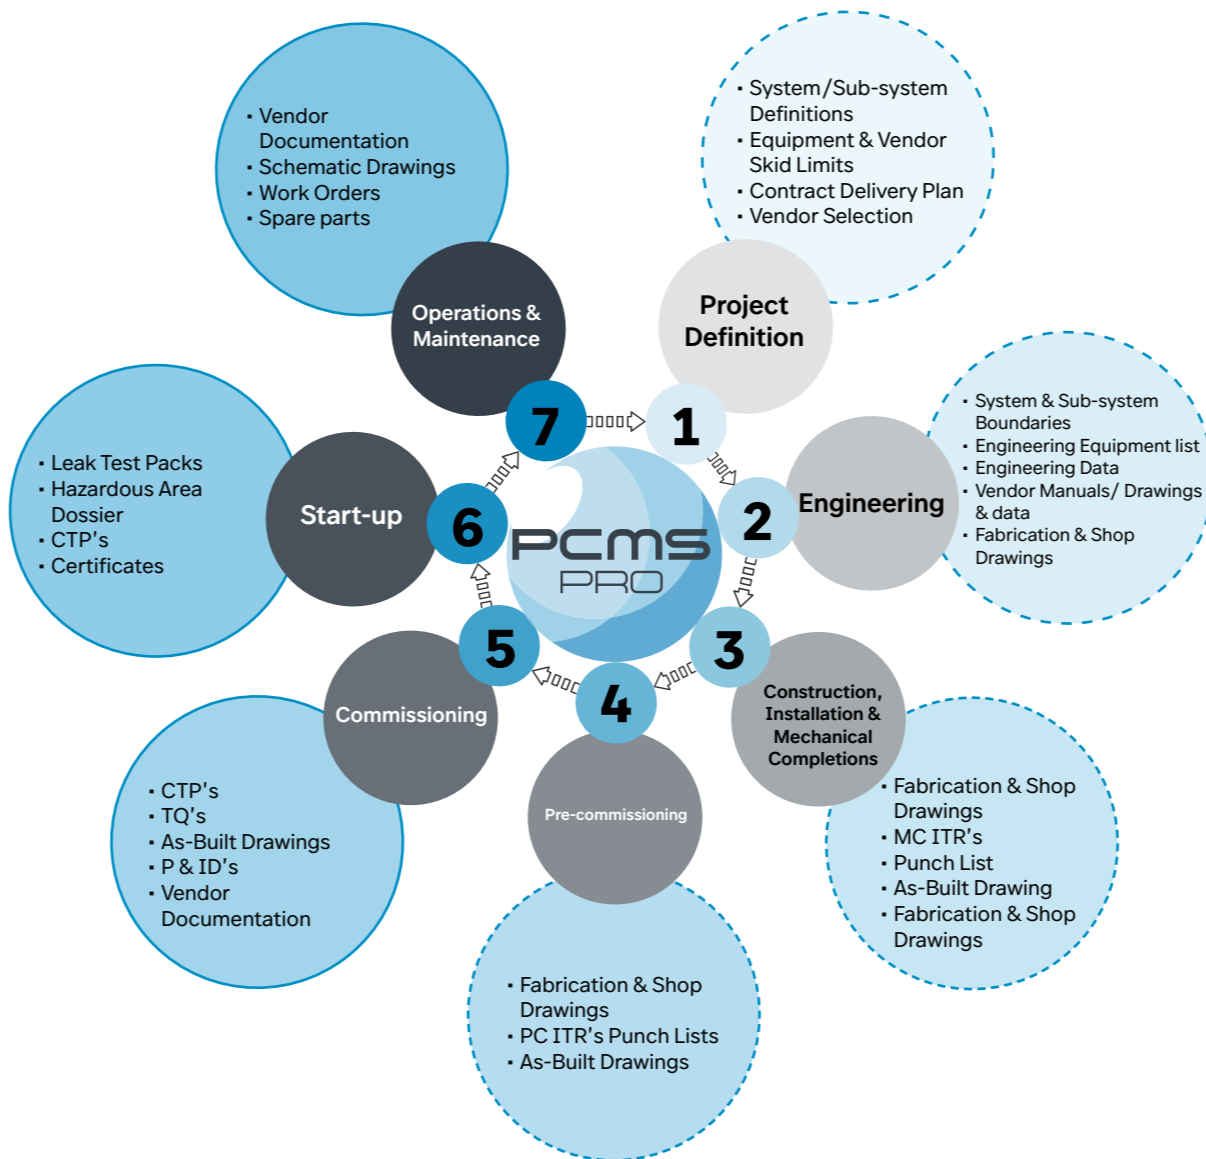 Project
Definition
1
· System/Sub-system
Definitions
· Equipment & Vendor
Skid Limits
· Contract Delivery Plan
· Vendor Selection
Engineering
2
· System & Sub-system
Boundaries
· Engineering Equipment list
· Engineering Data
· Vendor Manuals/ Drawings
& data
· Fabrication & Shop
Drawings
Construction,
Installation &
Mechanical
Completions
3
· Fabrication & Shop
Drawings
· MC ITR's
· Punch List
· As-Built Drawing
· Fabrication & Shop
Drawings
Pre-commissioning
4
· Fabrication & Shop
Drawings
· PC ITR's Punch Lists
· As-Built Drawings
Commissioning
5
· CTP's
· TQ's
· As-Built Drawings
· P & ID's
· Vendor
Documentation
Start-up
6
· Leak Test Packs
· Hazardous Area
Dossier
· CTP's
· Certificates
Operations &
Maintenance
7
· Vendor
Documentation
· Schematic Drawings
· Work Orders
· Spare parts
PCMS
PRO